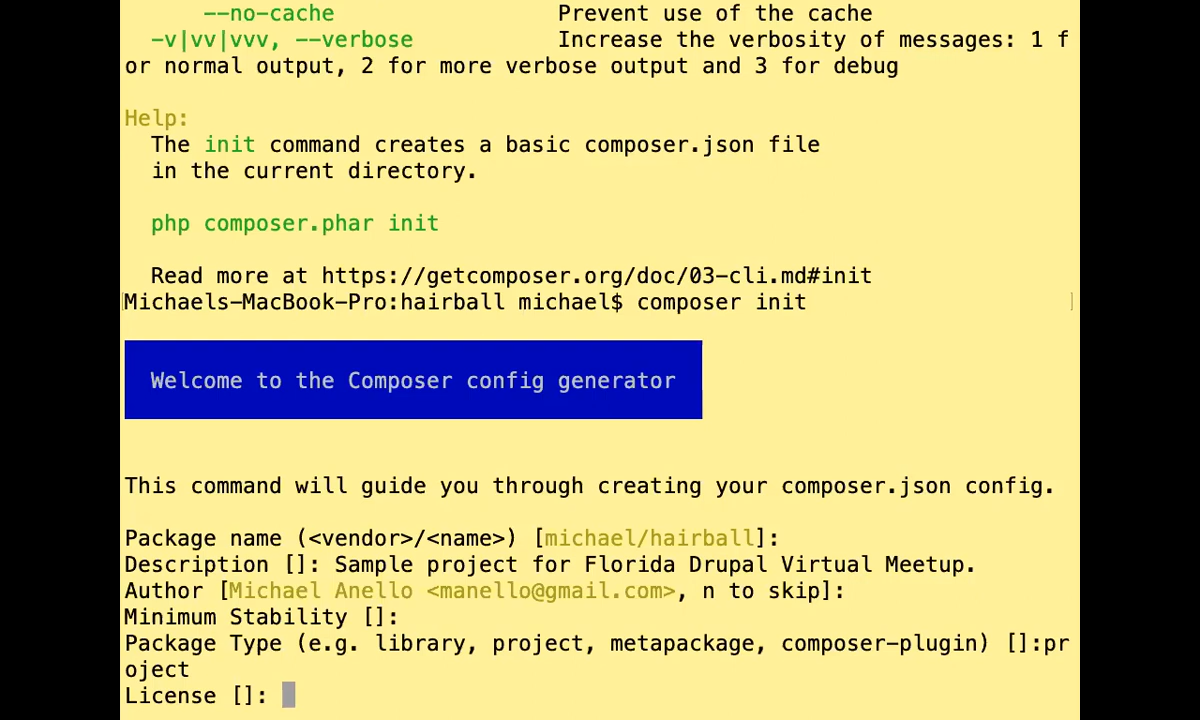 --no-cache Prevent use of the cache
-v|vv|vvv, --verbose Increase the verbosity of messages: 1 f
or normal output, 2 for more verbose output and 3 for debug
Help:
The init command creates a basic composer.json file
in the current directory.
php composer.phar init
Read more at https://getcomposer.org/doc/03-cli.md#init
Michaels-MacBook-Pro:hairball michael$ composer init
Welcome to the Composer config generator
This command will guide you through creating your composer.json config.
Package name (<vendor>/<name>) [michael/hairball]:
Description []: Sample project for Florida Drupal Virtual Meetup.
Author [Michael Anello <manello@gmail.com>, n to skip]:
Minimum Stability []:
Package Type (e.g. library, project, metapackage, composer-plugin) []:pr
oject
License []: